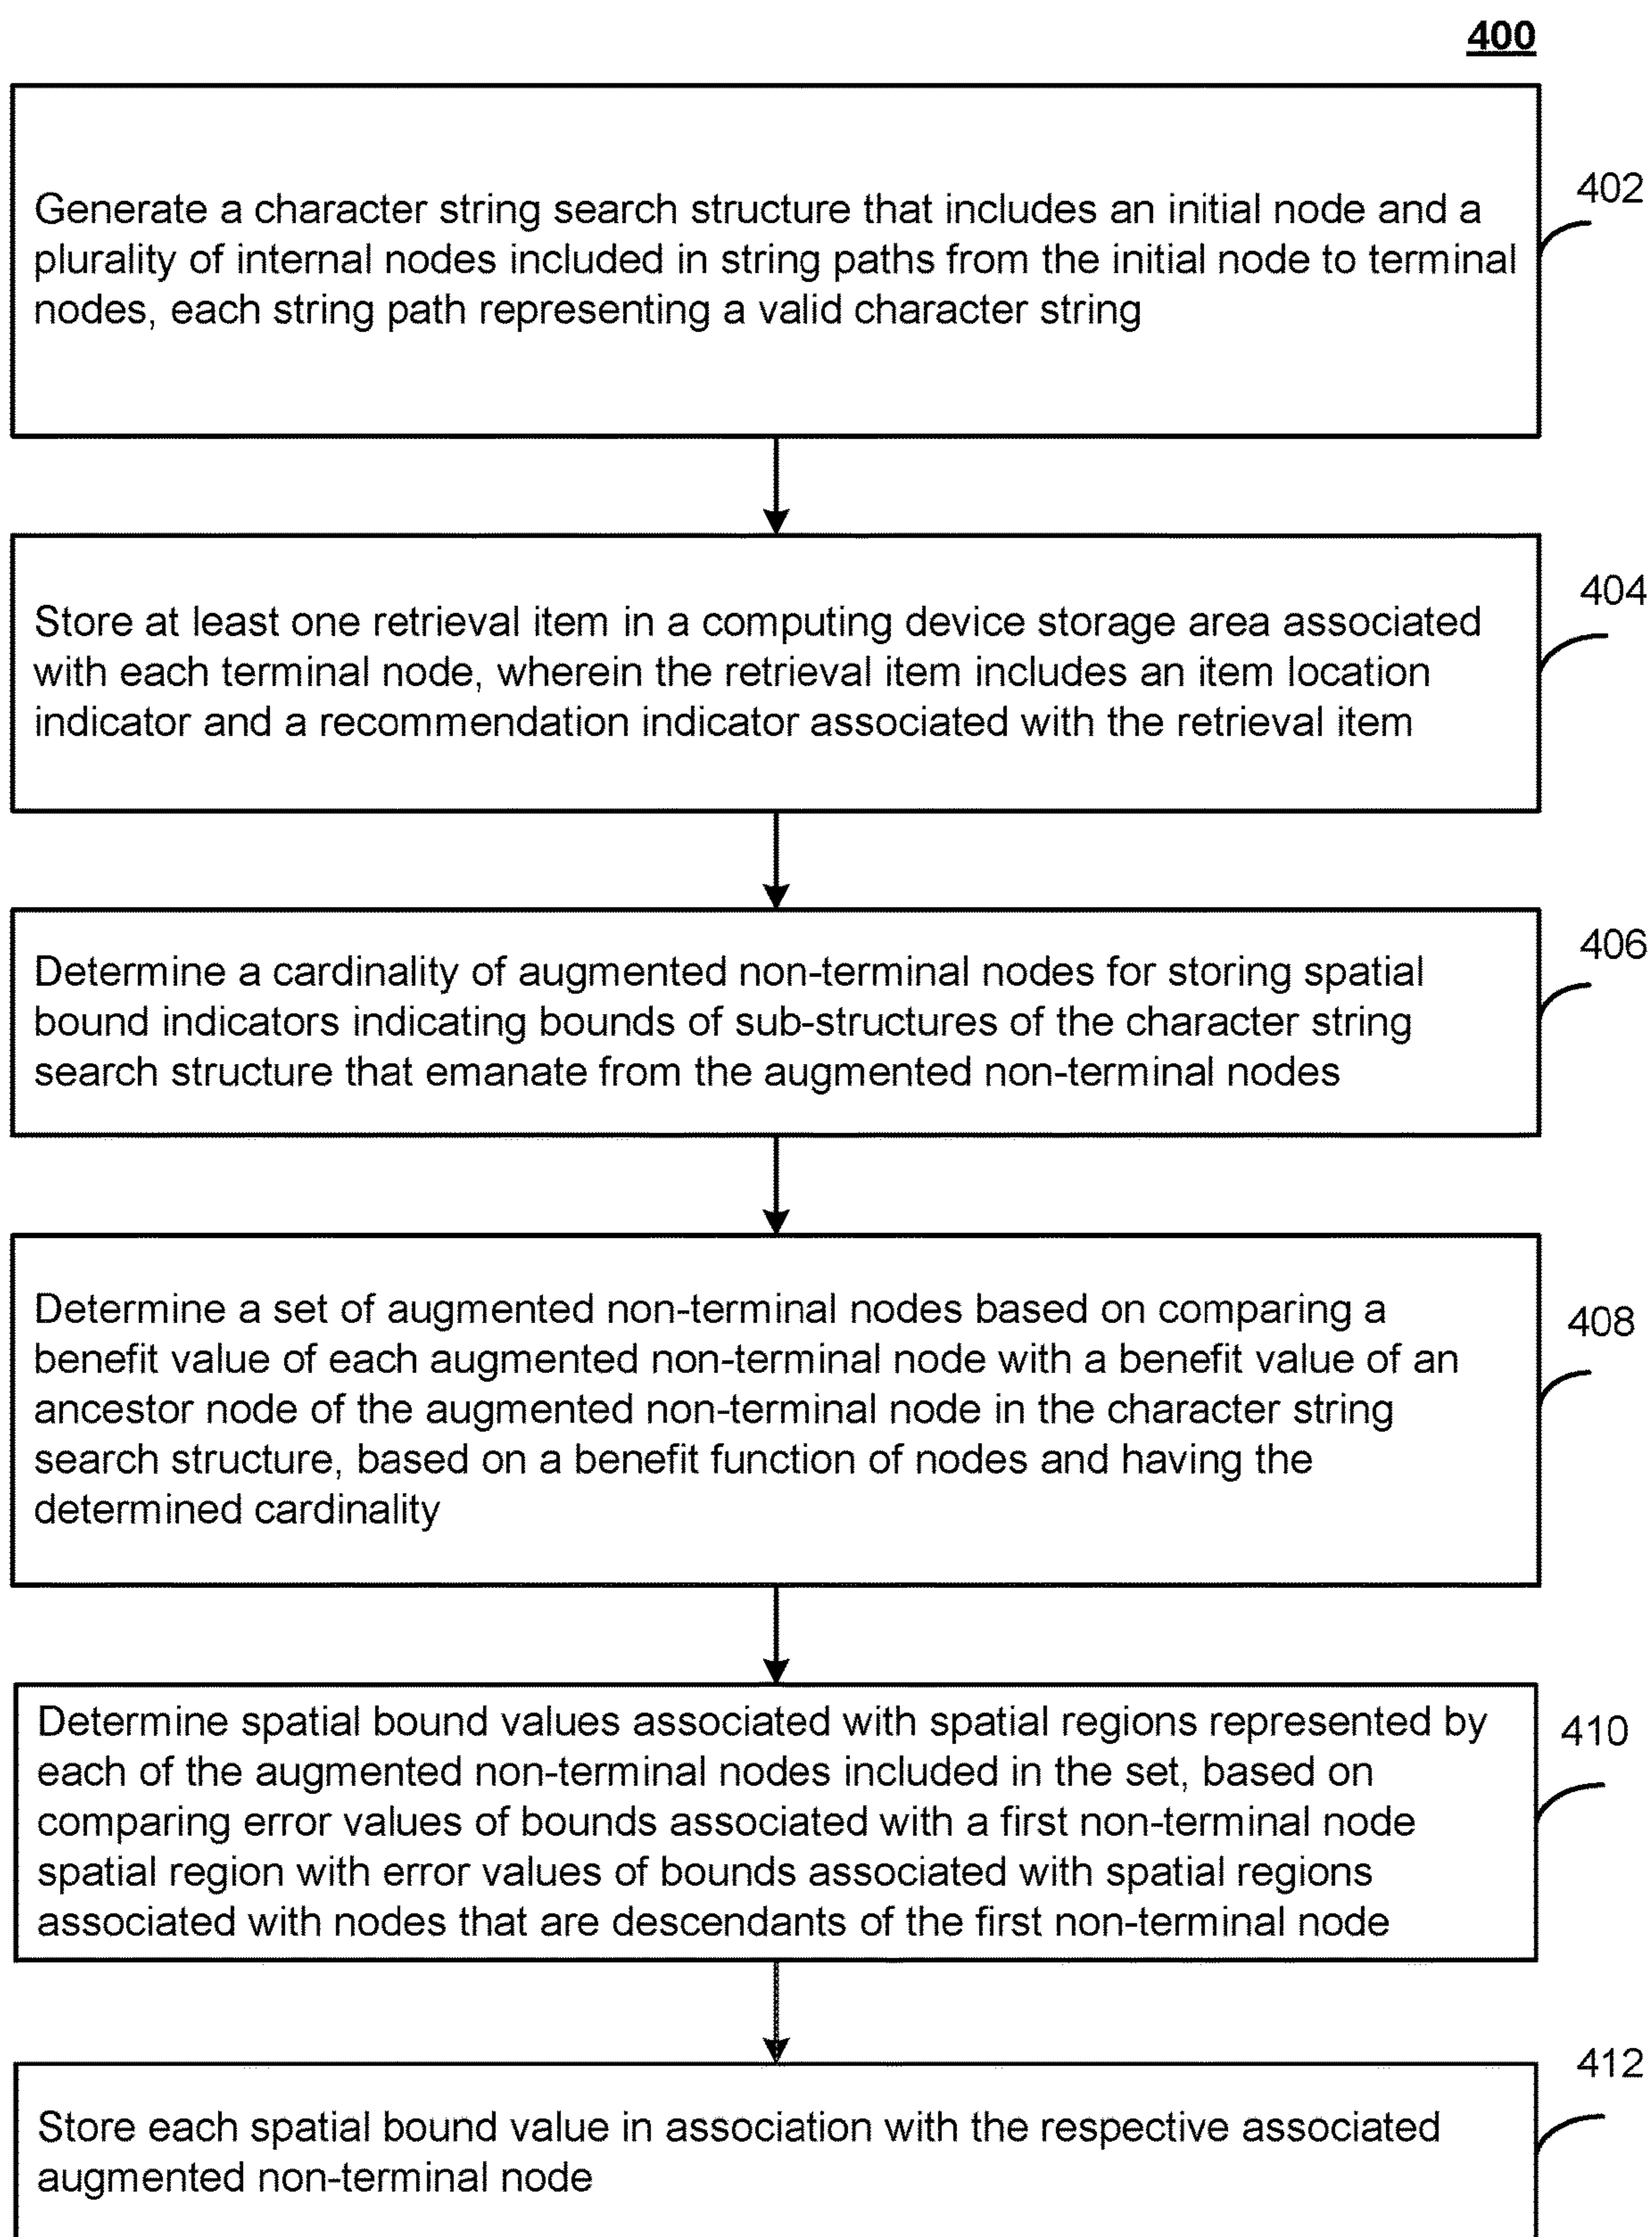 400
Generate a character string search structure that includes an initial node and a
plurality of internal nodes included in string paths from the initial node to terminal
nodes, each string path representing a valid character string
402
Store at least one retrieval item in a computing device storage area associated
with each terminal node, wherein the retrieval item includes an item location
indicator and a recommendation indicator associated with the retrieval item
404
Determine a cardinality of augmented non-terminal nodes for storing spatial
bound indicators indicating bounds of sub-structures of the character string
search structure that emanate from the augmented non-terminal nodes
406
Determine a set of augmented non-terminal nodes based on comparing a
benefit value of each augmented non-terminal node with a benefit value of an
ancestor node of the augmented non-terminal node in the character string
search structure, based on a benefit function of nodes and having the
determined cardinality
408
Determine spatial bound values associated with spatial regions represented by
each of the augmented non-terminal nodes included in the set, based on
comparing error values of bounds associated with a first non-terminal node
spatial region with error values of bounds associated with spatial regions
associated with nodes that are descendants of the first non-terminal node
410
Store each spatial bound value in association with the respective associated
augmented non-terminal node
412